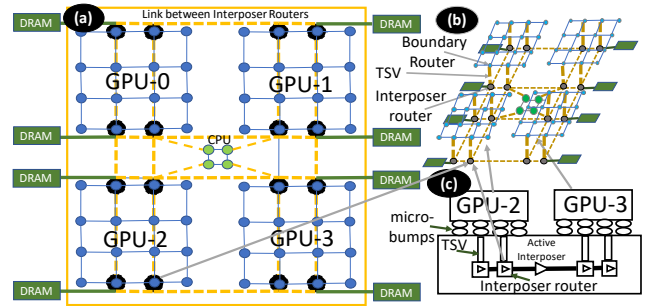 (a)
Link between Interposer Routers
DRAM
DRAM
GPU-0
GPU-1
DRAM
CPU
DRAM
DRAM
DRAM
GPU-2
GPU-3
DRAM
DRAM
(b)
Boundary
Router
TSV
Interposer
router
(c)
GPU-2
GPU-3
micro-
bumps
TSV
Active
Interposer
Interposer router